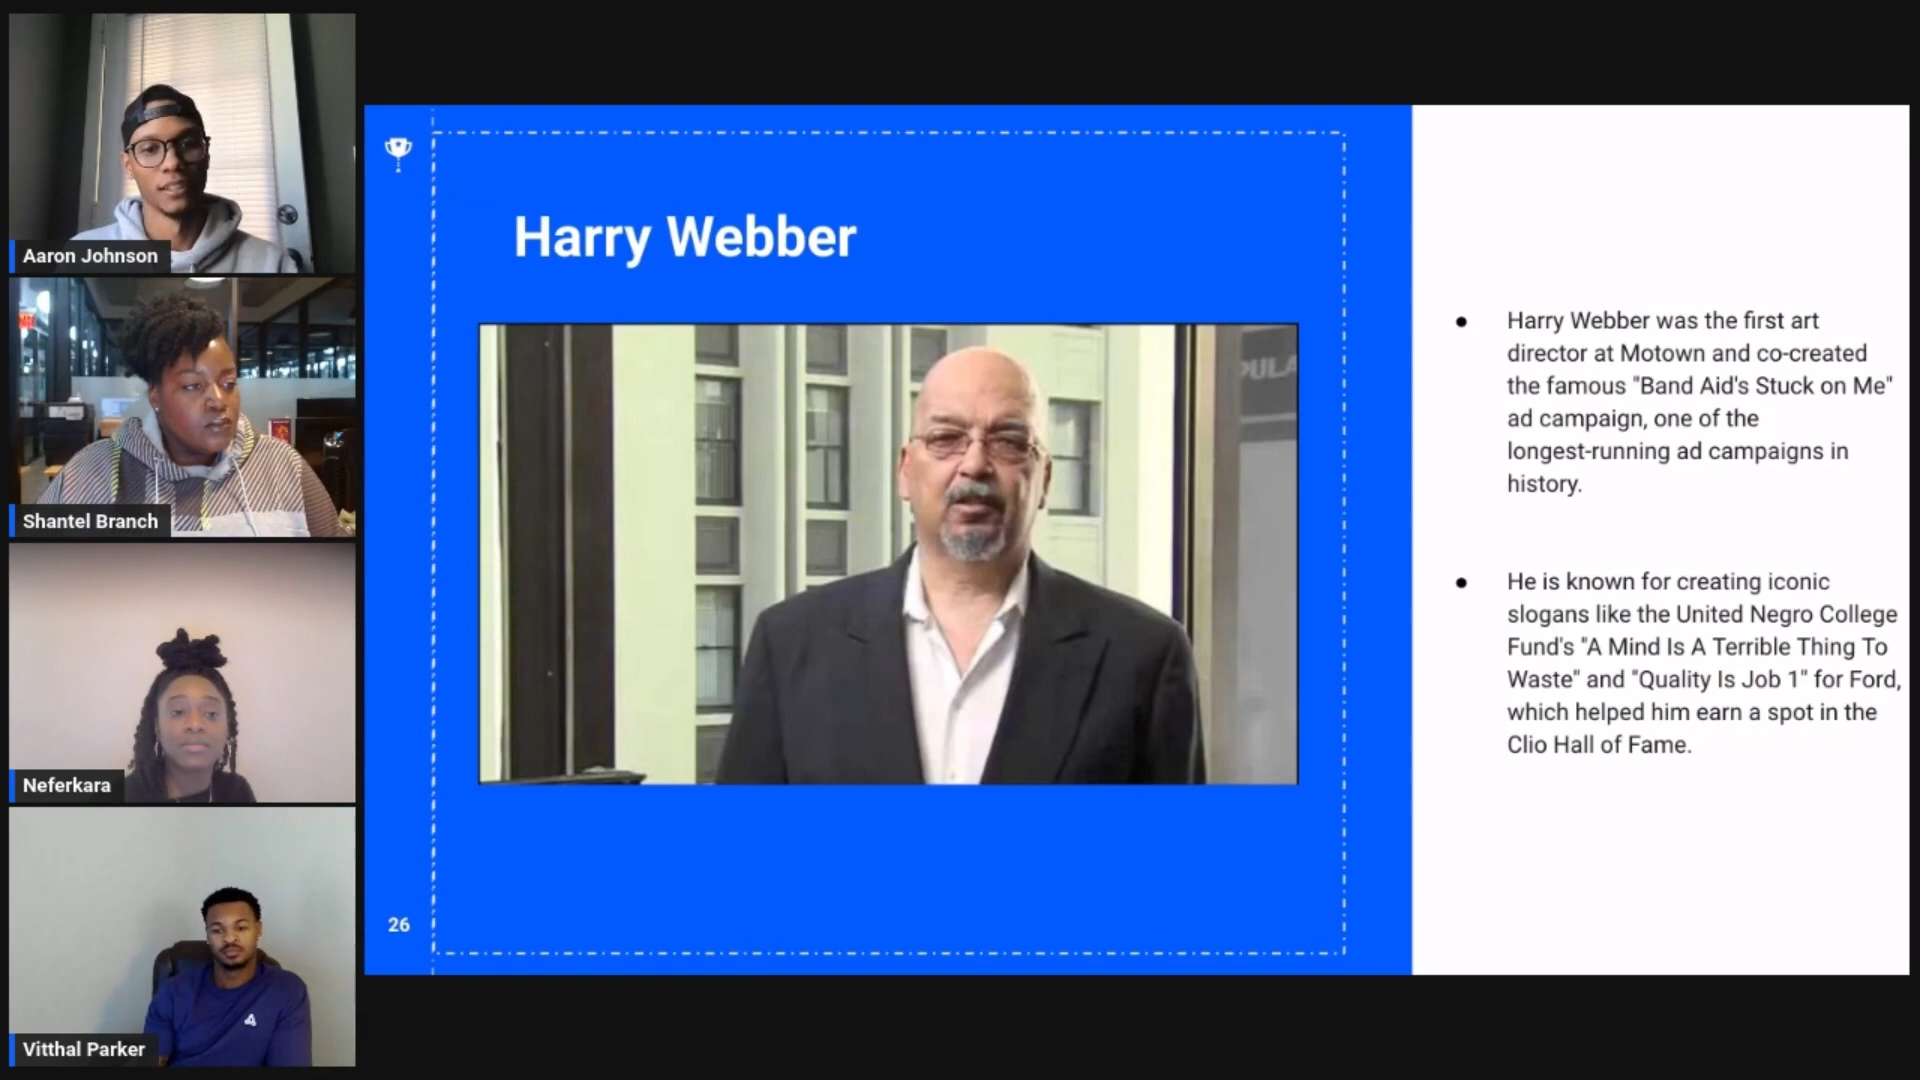 Aaron Johnson
Shantel Branch
Neferkara
Vitthal Parker
Harry Webber
PULA
26
● Harry Webber was the first art
director at Motown and co-created
the famous "Band Aid's Stuck on Me"
ad campaign, one of the
longest-running ad campaigns in
history.
● He is known for creating iconic
slogans like the United Negro College
Fund's "A Mind Is A Terrible Thing To
Waste" and "Quality Is Job 1" for Ford,
which helped him earn a spot in the
Clio Hall of Fame.